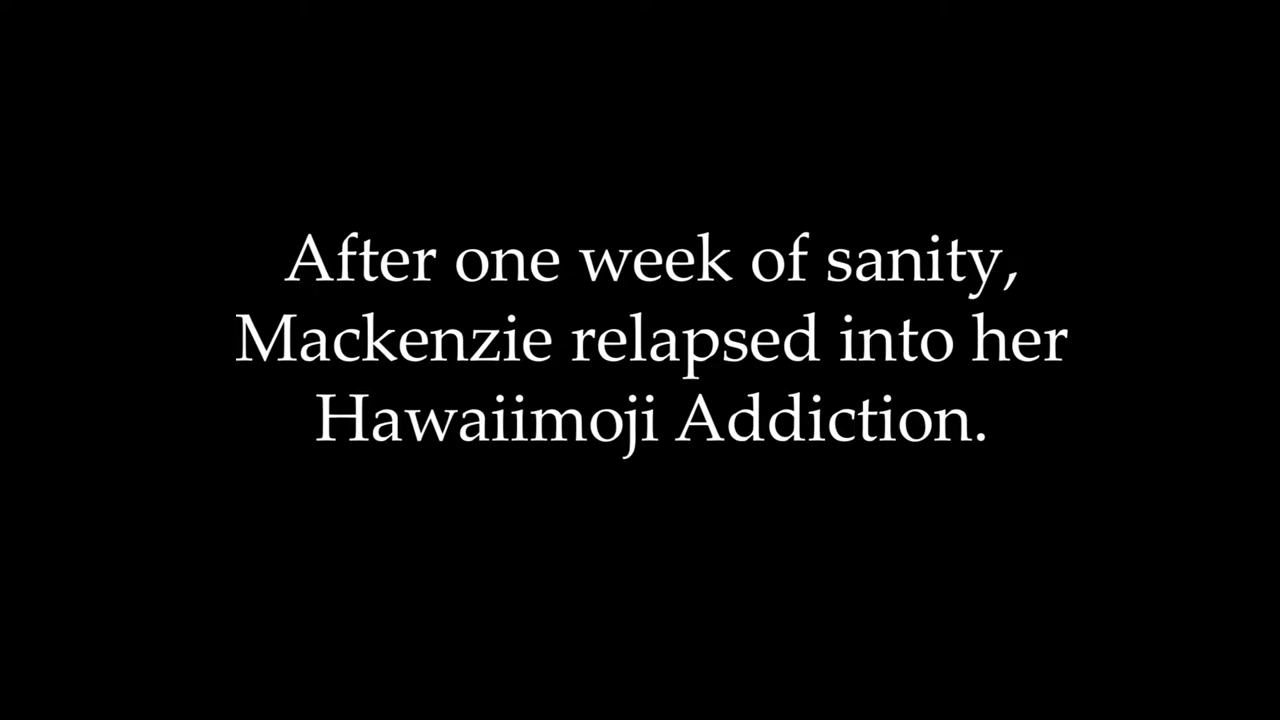 After one week of sanity,
Mackenzie relapsed into her
Hawaiimoji Addiction.